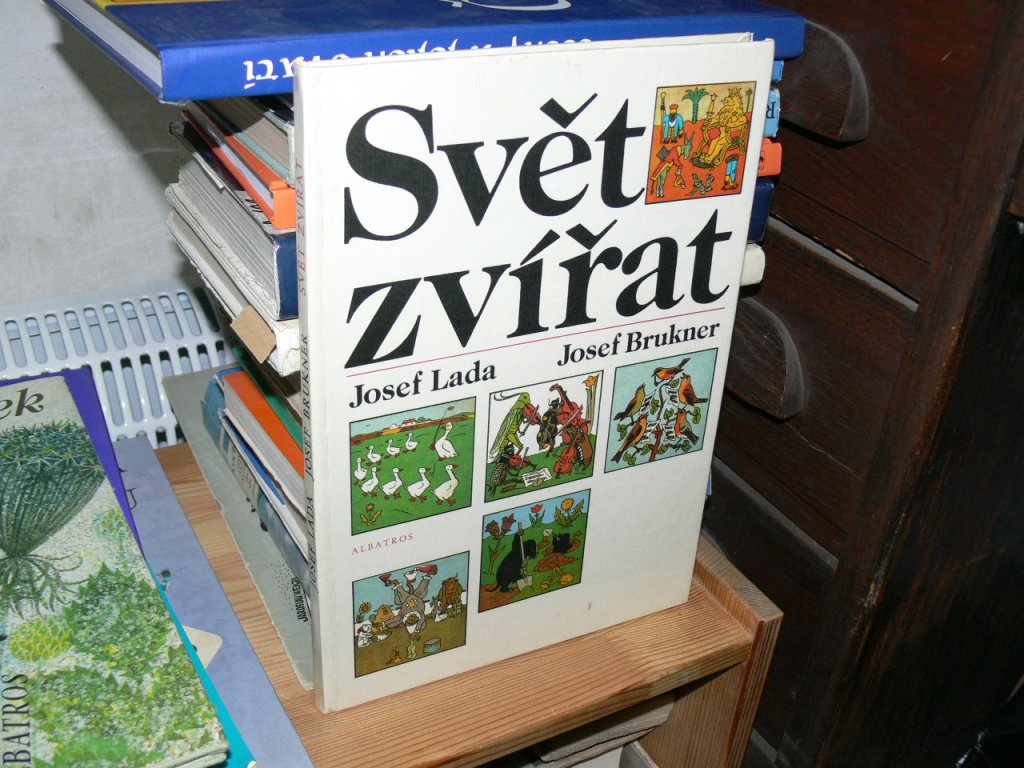 Svět
zvířat
Josef Lada
Josef Brukner
ALBATROS
SVĚT ZVÍŘAT
JOSEF LADA JOSEF BRUKNER
ek
BATROS